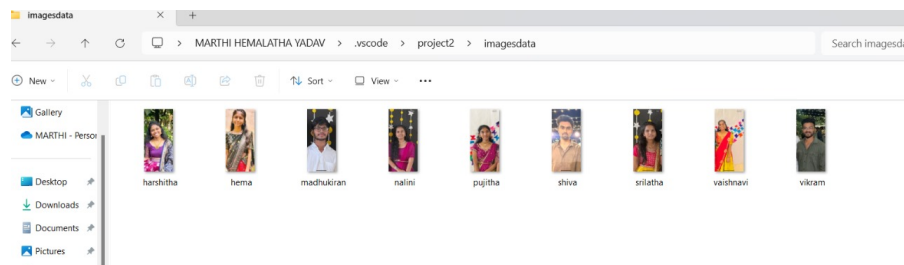 imagesdata
MARTHI HEMALATHA YADAV > .vscode > project2 > imagesdata
Search imagesda
New
Sort
View
Gallery
MARTHI - Person
Desktop
Downloads
Documents
Pictures
harshitha hema madhukiran nalini pujitha shiva srilatha vaishnavi vikram